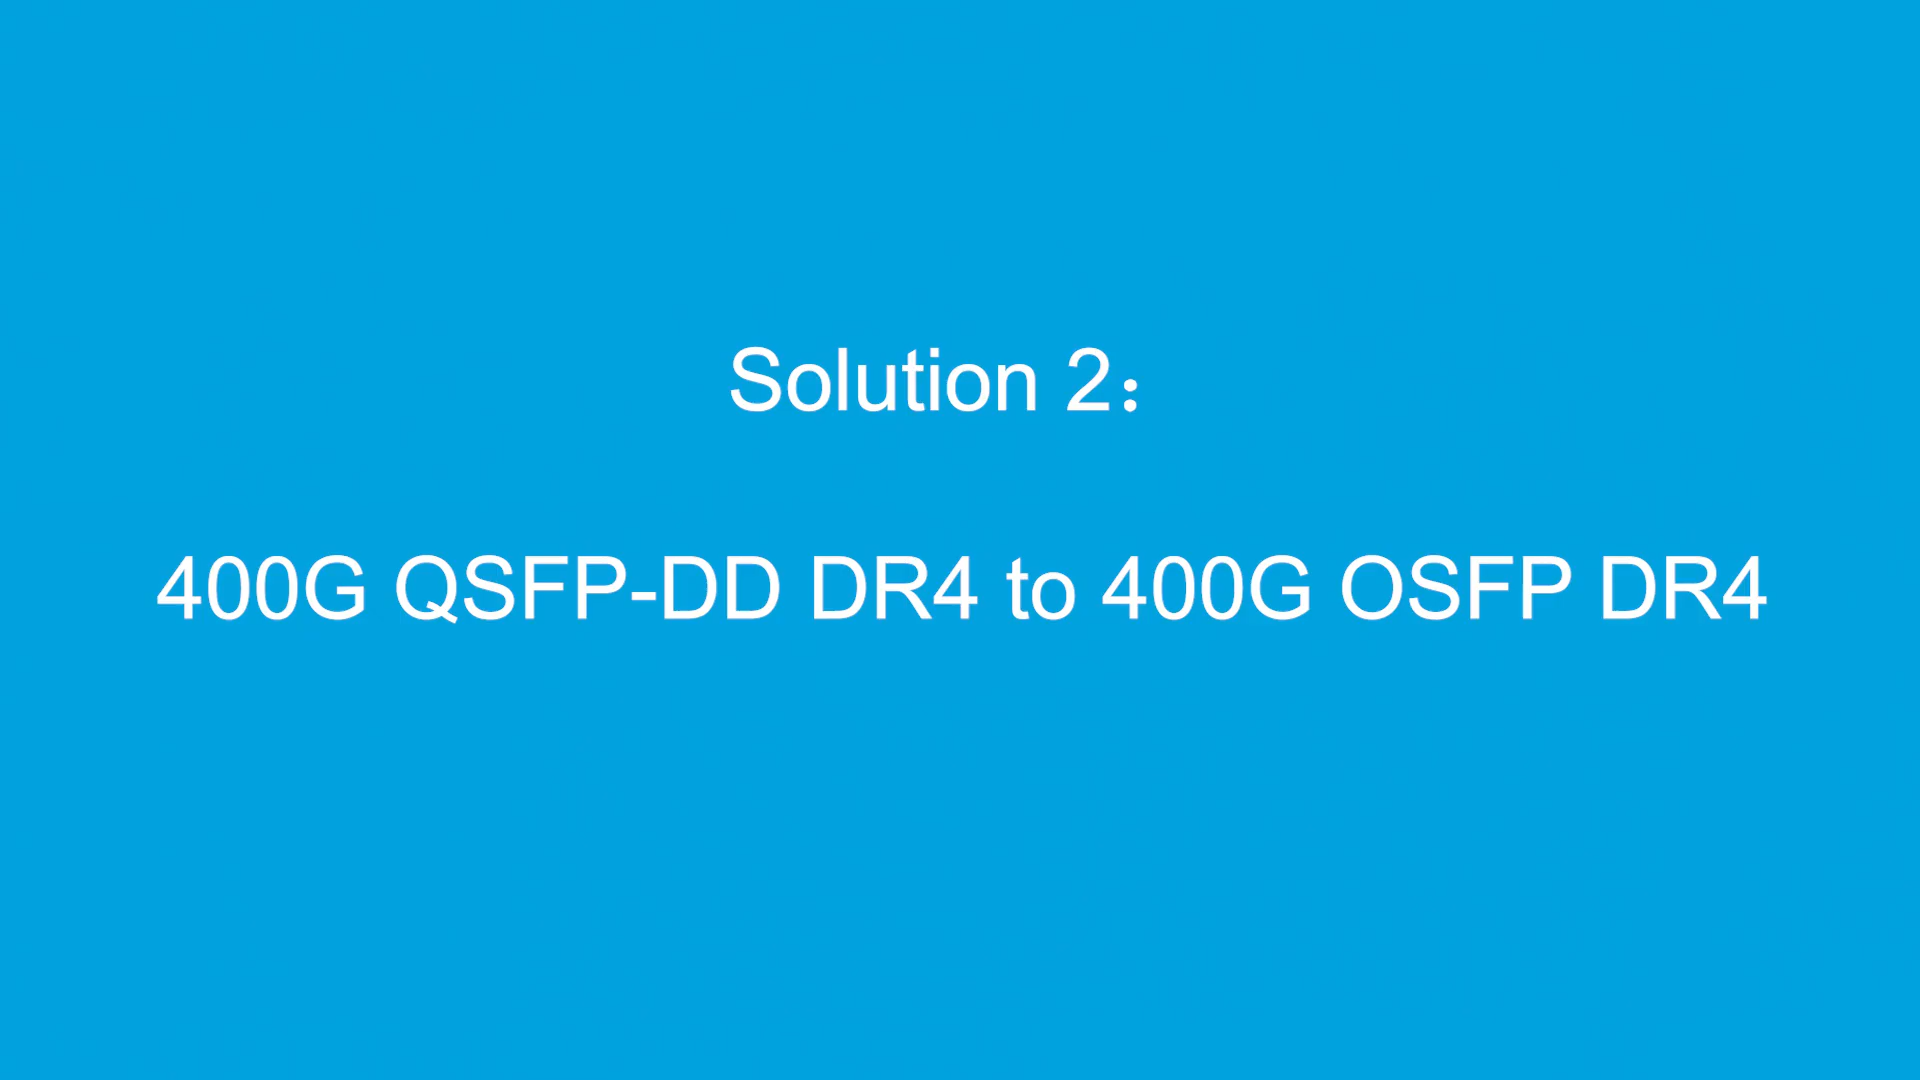 Solution 2：
400G QSFP-DD DR4 to 400G OSFP DR4